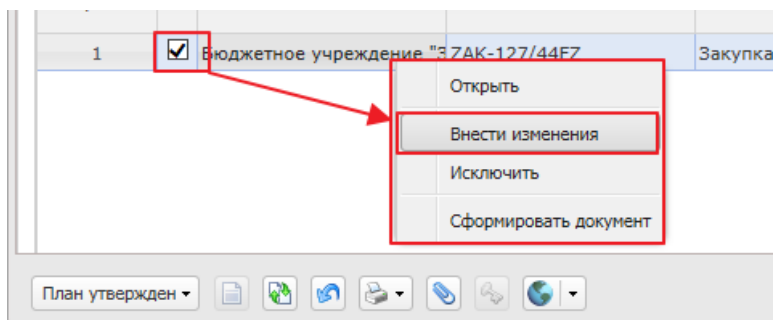 1 Бюджетное учреждение "З ZAK-127/44FZ Закупка
Открыть
Внести изменения
Исключить
Сформировать документ
План утвержден